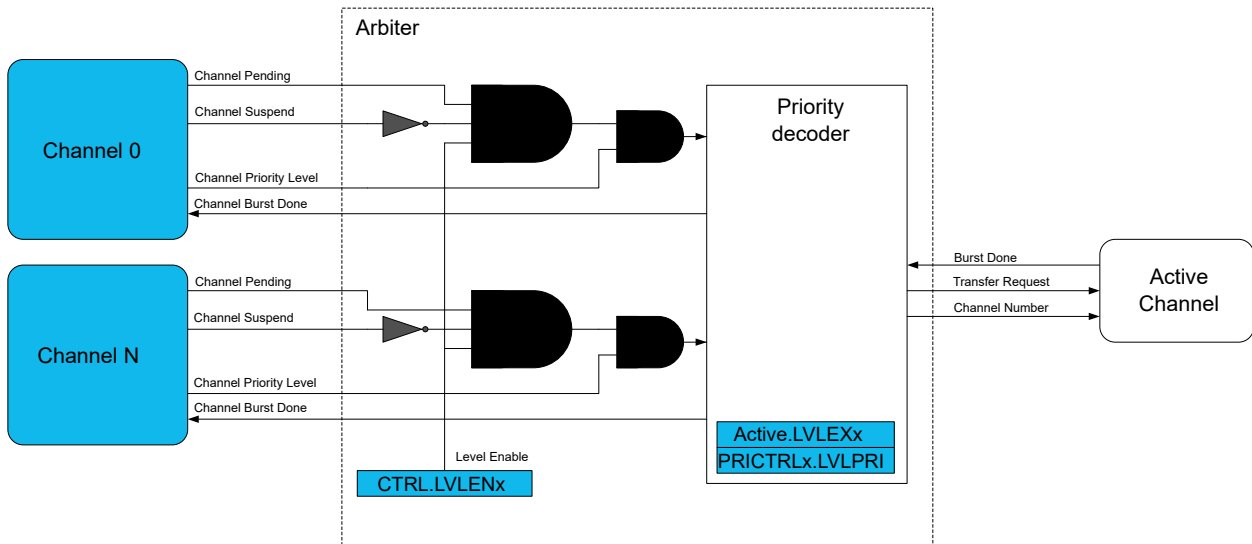 Arbiter
Channel 0
Channel Pending
Channel Suspend
Channel Priority Level
Channel Burst Done
Priority
decoder
Burst Done
Transfer Request
Channel Number
Active
Channel
Channel N
Channel Pending
Channel Suspend
Channel Priority Level
Channel Burst Done
Level Enable
CTRL.LVLENx
Active.LVLEXx
PRICTRLx.LVLPRI